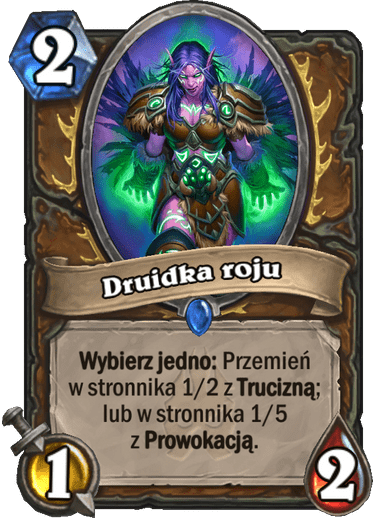 2
Druidka roju
Wybierz jedno: Przemień
w stronnika 1/2 z Trucizną;
lub w stronnika 1/5
z Prowokacją.
1
2